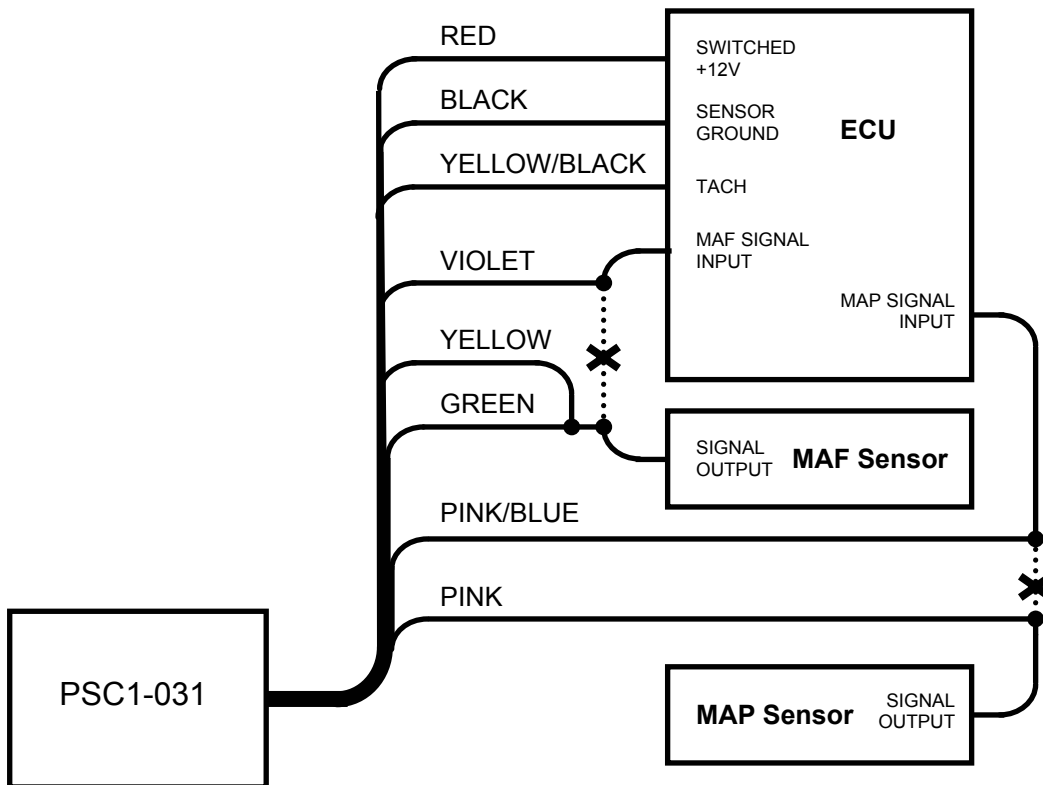 RED
SWITCHED
+12V
BLACK
SENSOR
GROUND
ECU
YELLOW/BLACK
TACH
MAF SIGNAL
INPUT
VIOLET
MAP SIGNAL
INPUT
YELLOW
GREEN
SIGNAL
OUTPUT
MAF Sensor
PINK/BLUE
PINK
PSC1-031
MAP Sensor
SIGNAL
OUTPUT